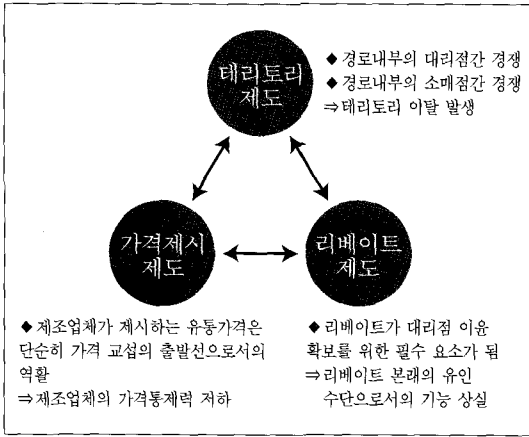 테리토리
제도
◆ 경로내부의 대리점간 경쟁
◆ 경로내부의 소매점간 경쟁
⇒테리토리 이탈 발생
가격제시
제도
리베이트
제도
◆ 제조업체가 제시하는 유통가격은
단순히 가격 교섭의 출발선으로서의
역활
⇒제조업체의 가격통제력 저하
◆ 리베이트가 대리점 이윤
확보를 위한 필수 요소가 됨
⇒리베이트 본래의 유인
수단으로서의 기능 상실